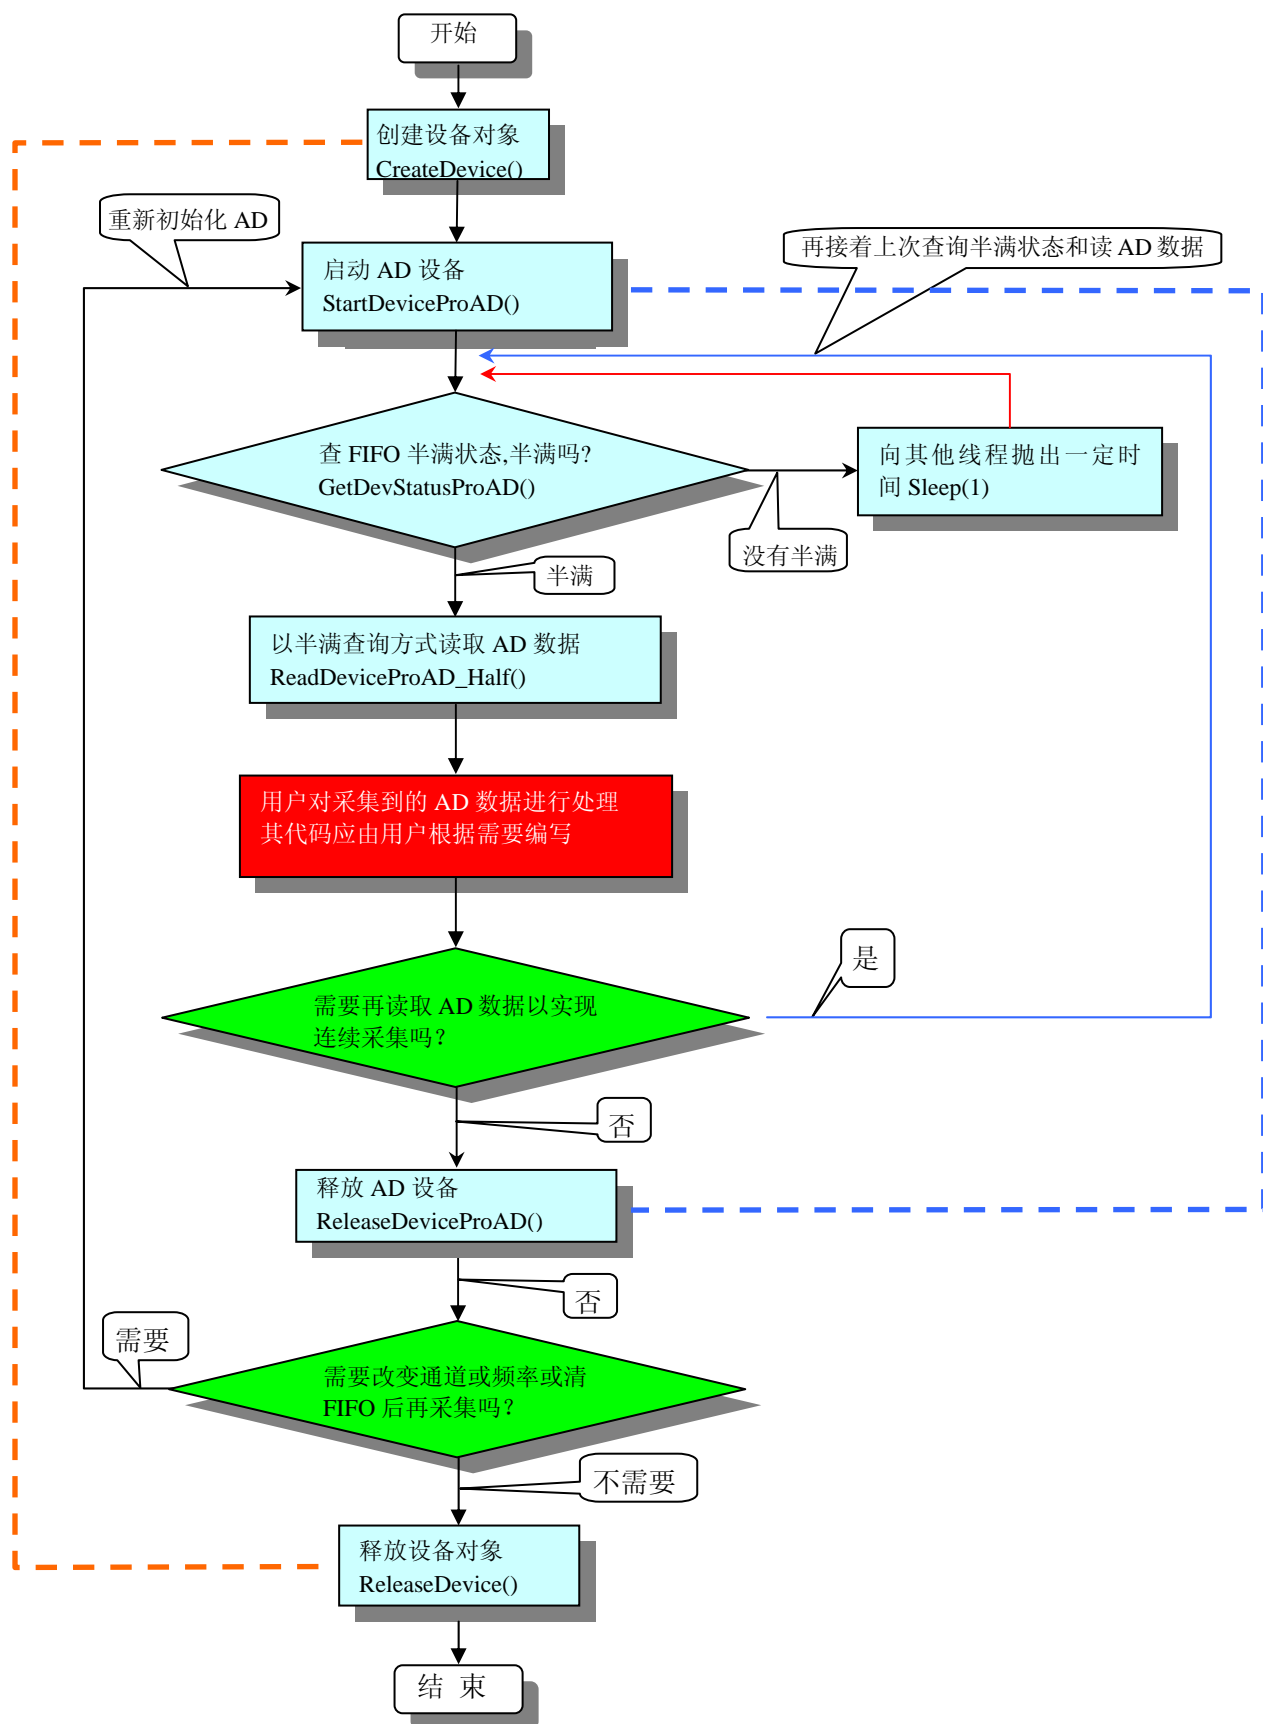 开始
创建设备对象
CreateDevice()
重新初始化 AD
启动 AD 设备
StartDeviceProAD()
再接着上次查询半满状态和读 AD 数据
查 FIFO 半满状态,半满吗?
GetDevStatusProAD()
向其他线程抛出一定时
间 Sleep(1)
没有半满
半满
以半满查询方式读取 AD 数据
ReadDeviceProAD_Half()
用户对采集到的 AD 数据进行处理
其代码应由用户根据需要编写
是
需要再读取 AD 数据以实现
连续采集吗?
否
释放 AD 设备
ReleaseDeviceProAD()
否
需要
需要改变通道或频率或清
FIFO 后再采集吗?
不需要
释放设备对象
ReleaseDevice()
结 束